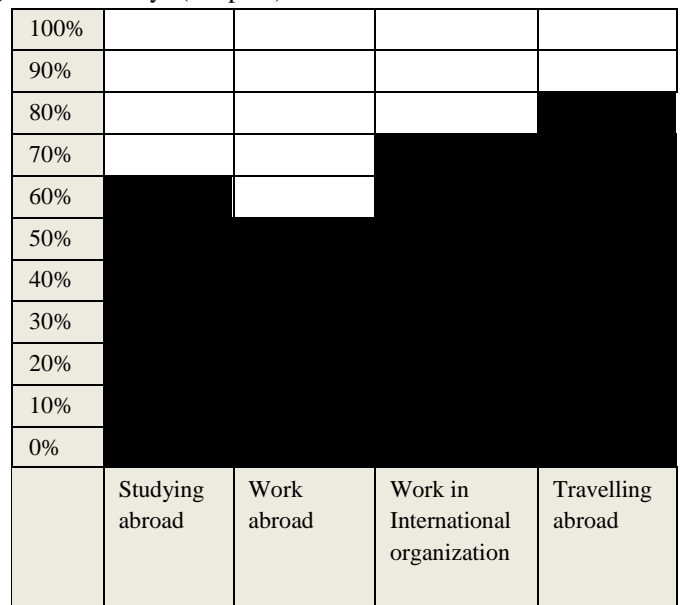 100%
90%
80%
70%
60%
50%
40%
30%
20%
10%
0%
Studying abroad
Work abroad
Work in International organization
Travelling abroad